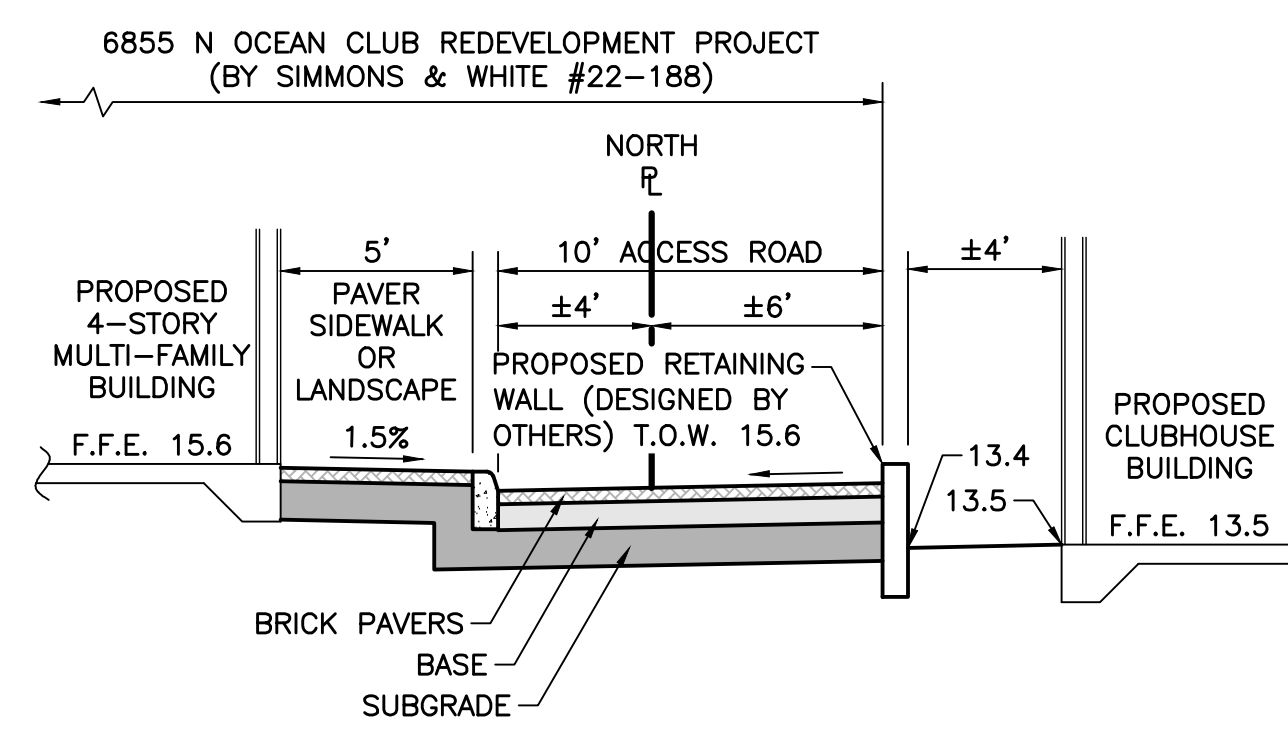 6855 N OCEAN CLUB REDEVELOPMENT PROJECT
(BY SIMMONS & WHITE #22-188)
NORTH
PL
5'
10' ACCESS ROAD
±4'
±4'
±6'
PROPOSED
4-STORY
MULTI-FAMILY
BUILDING
F.F.E. 15.6
PAVER
SIDEWALK
OR
LANDSCAPE
1.5%
PROPOSED RETAINING
WALL (DESIGNED BY
OTHERS) T.O.W. 15.6
13.4
13.5
PROPOSED
CLUBHOUSE
BUILDING
F.F.E. 13.5
BRICK PAVERS
BASE
SUBGRADE